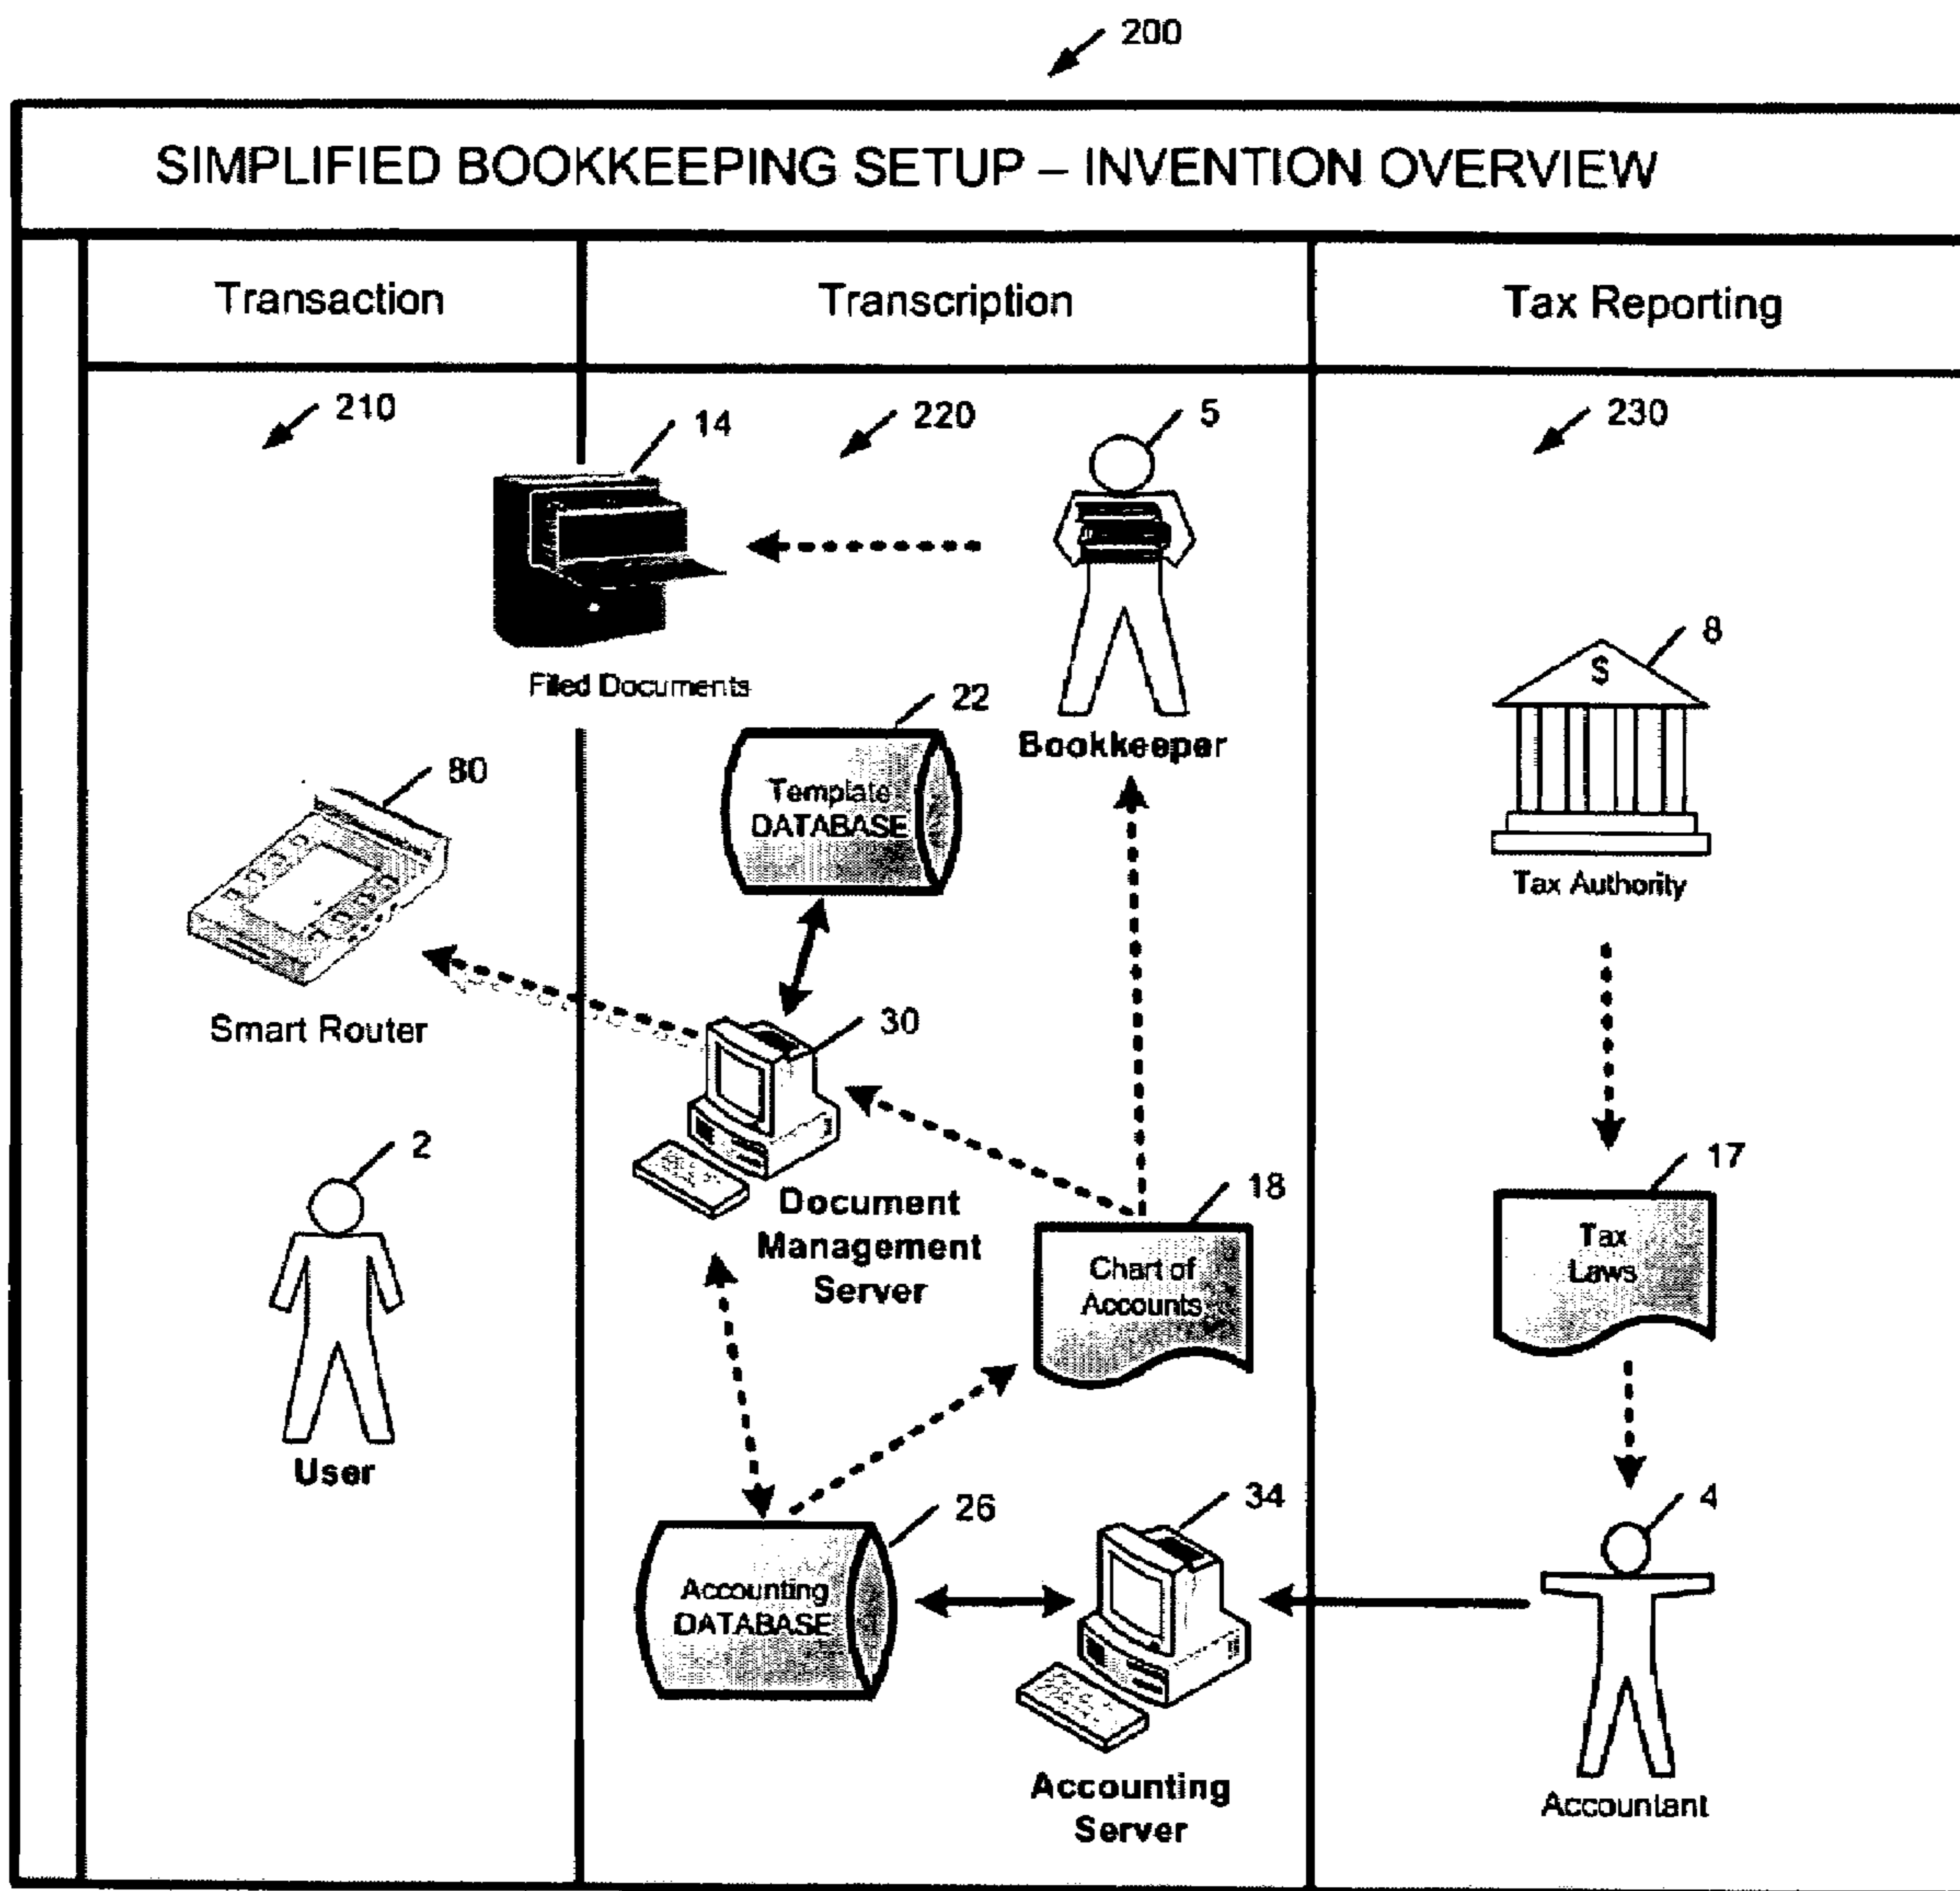 200
SIMPLIFIED BOOKKEEPING SETUP – INVENTION OVERVIEW
Transaction
Transcription
Tax Reporting
210
14
220
5
230
Filed Documents
Bookkeeper
8
$
Tax Authority
22
Template
DATABASE
80
Smart Router
30
Document
Management
Server
2
User
18
Chart of
Accounts
17
Tax
Laws
26
Accounting
DATABASE
34
Accounting
Server
4
Accountant